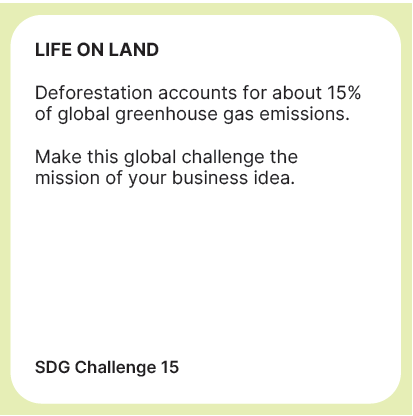 LIFE ON LAND
Deforestation accounts for about 15%
of global greenhouse gas emissions.
Make this global challenge the
mission of your business idea.
SDG Challenge 15